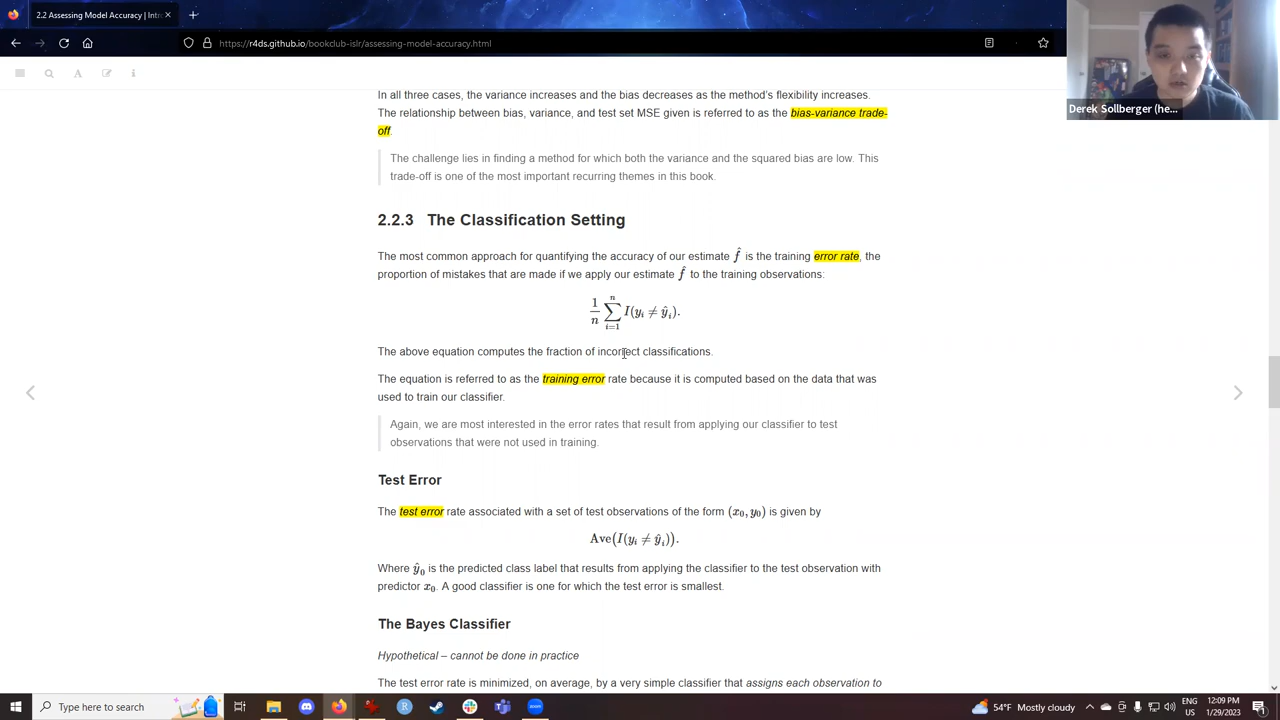 2.2 Assessing Model Accuracy | Intr
https://r4ds.github.io/bookclub-islr/assessing-model-accuracy.html
Derek Sollberger (he...
In all three cases, the variance increases and the bias decreases as the method's flexibility increases.
The relationship between bias, variance, and test set MSE given is referred to as the bias-variance trade-
off.
The challenge lies in finding a method for which both the variance and the squared bias are low. This
trade-off is one of the most important recurring themes in this book.
2.2.3 The Classification Setting
The most common approach for quantifying the accuracy of our estimate f̂ is the training error rate, the
proportion of mistakes that are made if we apply our estimate f̂ to the training observations:
1/n ∑_{i=1}^{n} I(y_i ≠ ŷ_i).
The above equation computes the fraction of incorrect classifications.
The equation is referred to as the training error rate because it is computed based on the data that was
used to train our classifier.
Again, we are most interested in the error rates that result from applying our classifier to test
observations that were not used in training.
Test Error
The test error rate associated with a set of test observations of the form (x₀, y₀) is given by
Ave(I(y_i ≠ ŷ_i)).
Where ŷ₀ is the predicted class label that results from applying the classifier to the test observation with
predictor x₀. A good classifier is one for which the test error is smallest.
The Bayes Classifier
Hypothetical – cannot be done in practice
The test error rate is minimized, on average, by a very simple classifier that assigns each observation to
Type here to search
54°F Mostly cloudy
ENG
US
12:09 PM
1/29/2023